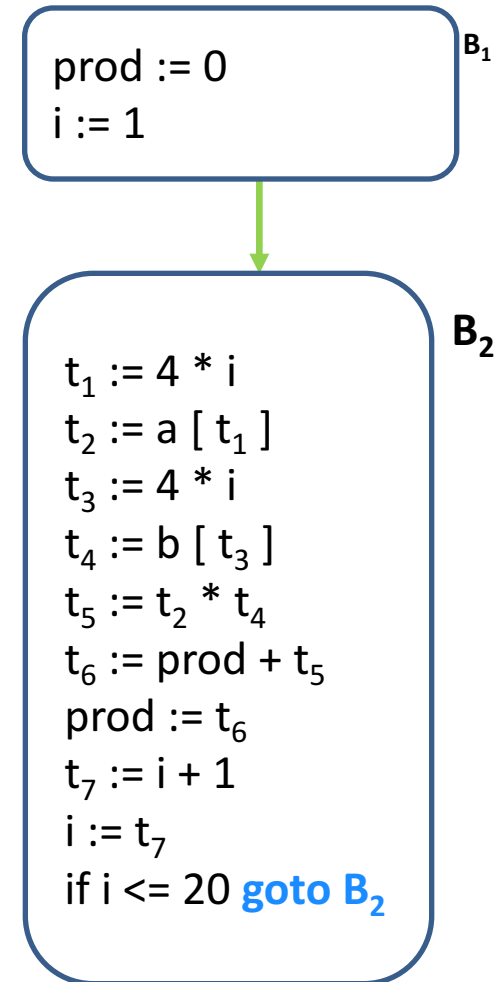 prod := 0
i := 1
B₁
B₂
t₁ := 4 * i
t₂ := a [ t₁ ]
t₃ := 4 * i
t₄ := b [ t₃ ]
t₅ := t₂ * t₄
t₆ := prod + t₅
prod := t₆
t₇ := i + 1
i := t₇
if i <= 20 goto B₂